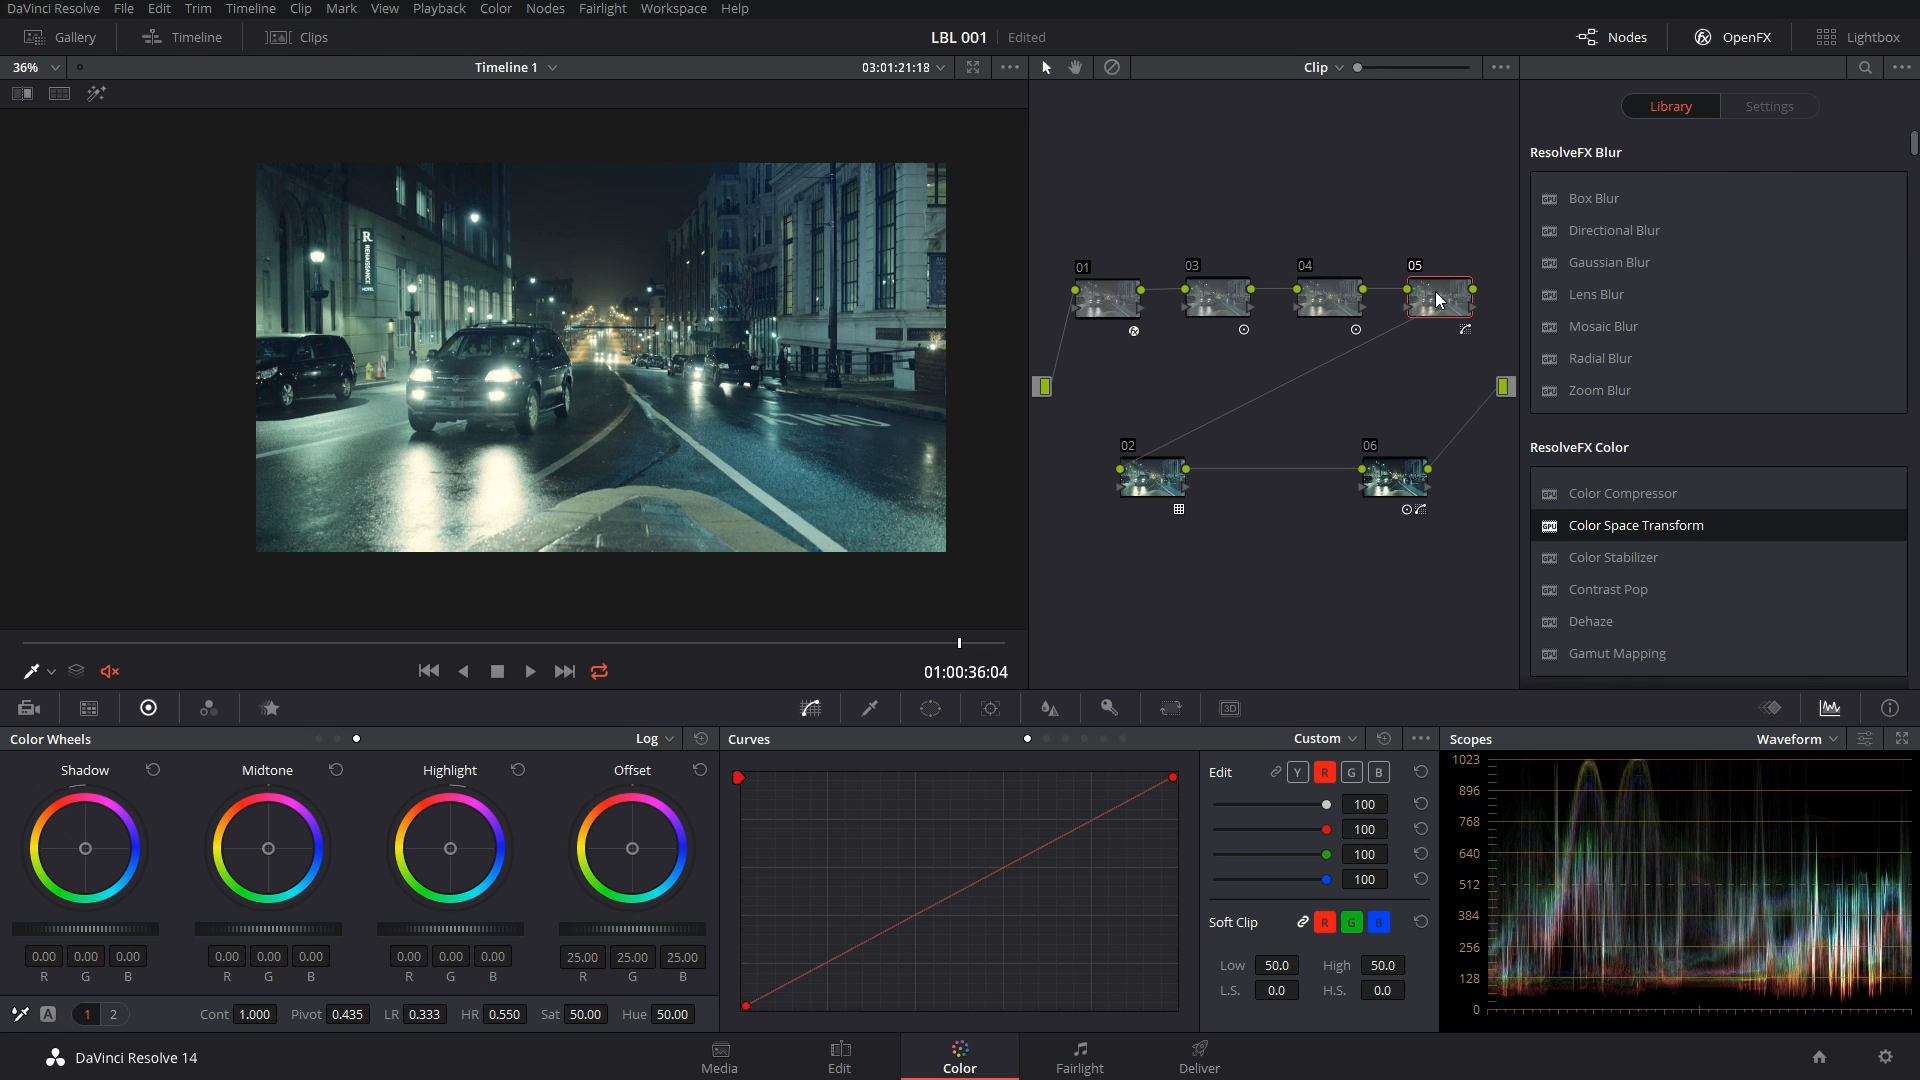 DaVinci Resolve File Edit Trim Timeline Clip Mark View Playback Color Nodes Fairlight Workspace Help
Gallery Timeline Clips LBL 001 Edited Nodes OpenFX Lightbox
36% Timeline 1 03:01:21:18 Clip
Library Settings
ResolveFX Blur
Box Blur
Directional Blur
Gaussian Blur
Lens Blur
Mosaic Blur
Radial Blur
Zoom Blur
ResolveFX Color
Color Compressor
Color Space Transform
Color Stabilizer
Contrast Pop
Dehaze
Gamut Mapping
R RENAISSANCE HOTEL
01 03 04 05
02 06
01:00:36:04
3D
Color Wheels Log Curves Custom Scopes Waveform
Shadow Midtone Highlight Offset
0.00 0.00 0.00 0.00 0.00 0.00 0.00 0.00 0.00 25.00 25.00 25.00
R G B R G B R G B R G B
A 1 2 Cont 1.000 Pivot 0.435 LR 0.333 HR 0.550 Sat 50.00 Hue 50.00
Edit Y R G B
100
100
100
100
Soft Clip R G B
Low 50.0 High 50.0
L.S. 0.0 H.S. 0.0
1023
896
768
640
512
384
256
128
0
DaVinci Resolve 14 Media Edit Color Fairlight Deliver